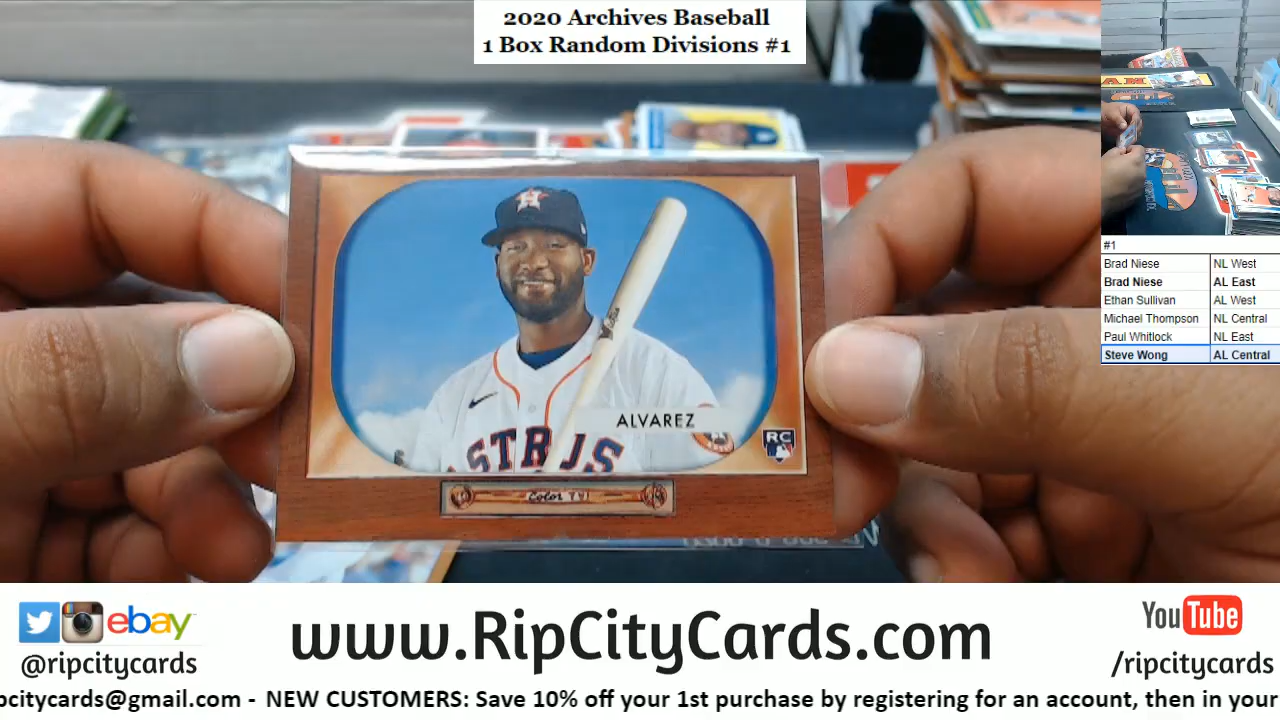 2020 Archives Baseball
1 Box Random Divisions #1
H
ALVAREZ
STROS
RC
Color TV
#1
Brad Niese NL West
Brad Niese AL East
Ethan Sullivan AL West
Michael Thompson NL Central
Paul Whitlock NL East
Steve Wong AL Central
ebay
@ripcitycards
www.RipCityCards.com
YouTube
/ripcitycards
pcitycards@gmail.com - NEW CUSTOMERS: Save 10% off your 1st purchase by registering for an account, then in your